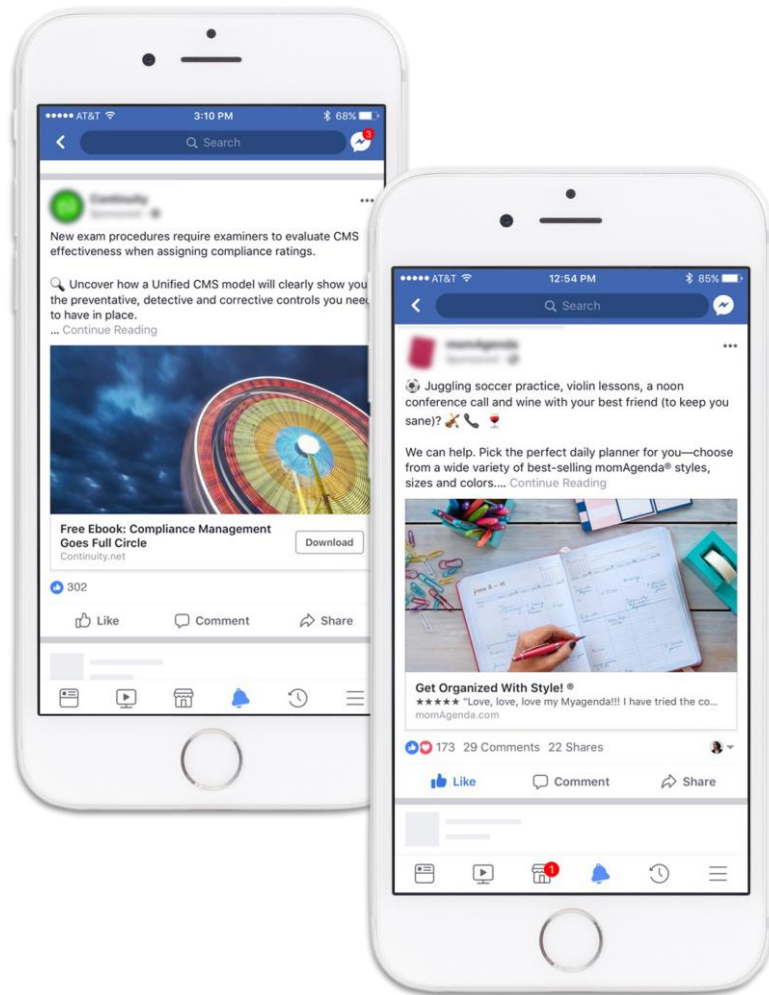 AT&T
3:10 PM
68%
Search
3
Continuity
Sponsored
New exam procedures require examiners to evaluate CMS
effectiveness when assigning compliance ratings.
🔍 Uncover how a Unified CMS model will clearly show you
the preventative, detective and corrective controls you need
to have in place.
... Continue Reading
Free Ebook: Compliance Management
Goes Full Circle
Download
Continuity.net
302
Like Comment Share
AT&T
12:54 PM
85%
Search
momAgenda
Sponsored
⚽ Juggling soccer practice, violin lessons, a noon
conference call and wine with your best friend (to keep you
sane)? 🎻 📞 🍷
We can help. Pick the perfect daily planner for you—choose
from a wide variety of best-selling momAgenda® styles,
sizes and colors.... Continue Reading
Get Organized With Style! ®
★★★★★ "Love, love, love my Myagenda!!! I have tried the co...
momAgenda.com
173 29 Comments 22 Shares
Like Comment Share
1